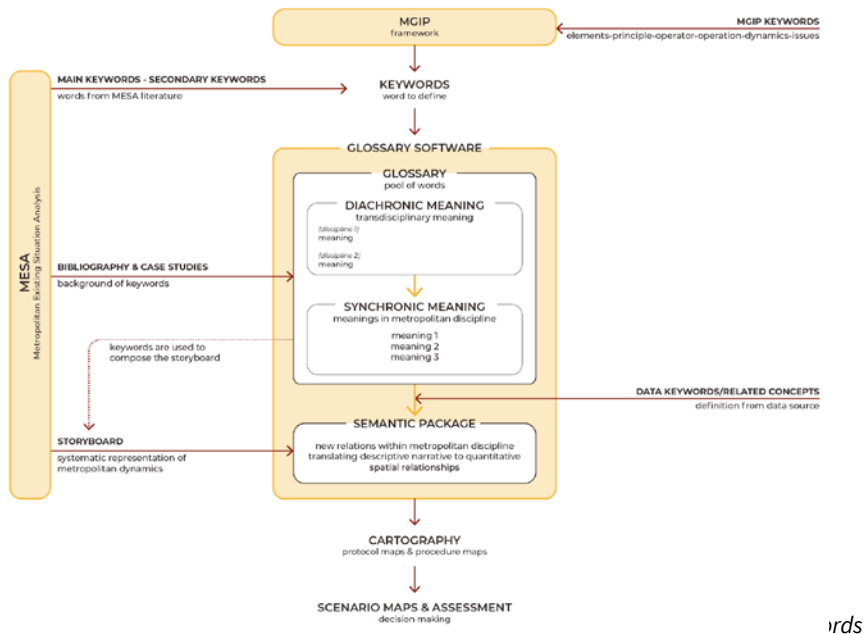 MGIP
framework
MGIP KEYWORDS
elements-principle-operator-operation-dynamics-issues
MAIN KEYWORDS - SECONDARY KEYWORDS
words from MESA literature
KEYWORDS
word to define
MESA
Metropolitan Existing Situation Analysis
GLOSSARY SOFTWARE
GLOSSARY
pool of words
DIACHRONIC MEANING
transdisciplinary meaning
(discipline 1)
meaning
(discipline 2)
meaning
BIBLIOGRAPHY & CASE STUDIES
background of keywords
SYNCHRONIC MEANING
meanings in metropolitan discipline
meaning 1
meaning 2
meaning 3
keywords are used to
compose the storyboard
DATA KEYWORDS/RELATED CONCEPTS
definition from data source
STORYBOARD
systematic representation of
metropolitan dynamics
SEMANTIC PACKAGE
new relations within metropolitan discipline
translating descriptive narrative to quantitative
spatial relationships
CARTOGRAPHY
protocol maps & procedure maps
SCENARIO MAPS & ASSESSMENT
decision making